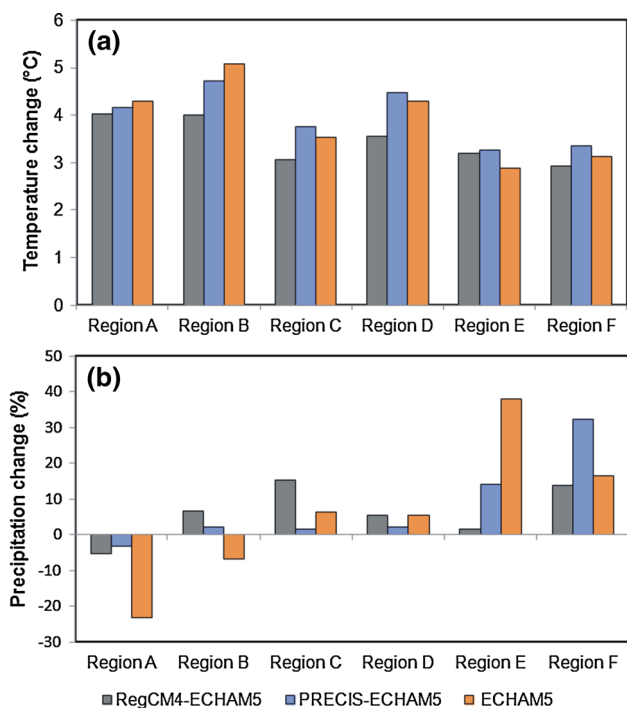 (a)
Temperature change (°C)
6
5
4
3
2
1
0
Region A Region B Region C Region D Region E Region F
(b)
Precipitation change (%)
50
40
30
20
10
0
-10
-20
-30
Region A Region B Region C Region D Region E Region F
RegCM4-ECHAM5 PRECIS-ECHAM5 ECHAM5